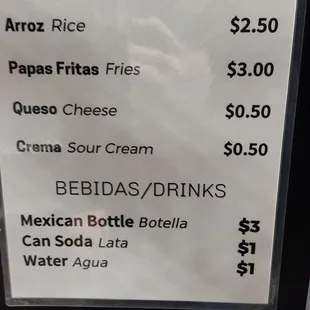 Arroz Rice $2.50
Papas Fritas Fries $3.00
Queso Cheese $0.50
Crema Sour Cream $0.50
BEBIDAS/DRINKS
Mexican Bottle Botella $3
Can Soda Lata $1
Water Agua $1